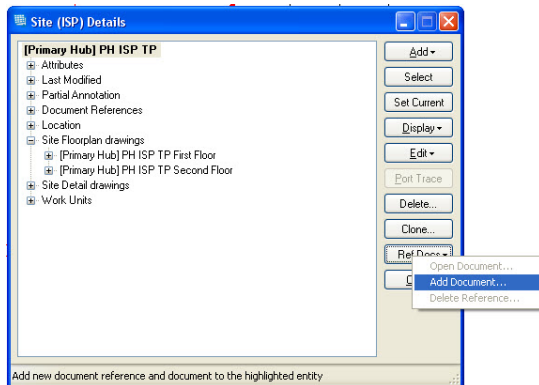 Site (ISP) Details
[Primary Hub] PH ISP TP
Attributes
Last Modified
Partial Annotation
Document References
Location
Site Floorplan drawings
[Primary Hub] PH ISP TP First Floor
[Primary Hub] PH ISP TP Second Floor
Site Detail drawings
Work Units
Add
Select
Set Current
Display
Edit
Port Trace
Delete...
Clone...
Ref Docs
Open Document...
Add Document...
Delete Reference...
Add new document reference and document to the highlighted entity